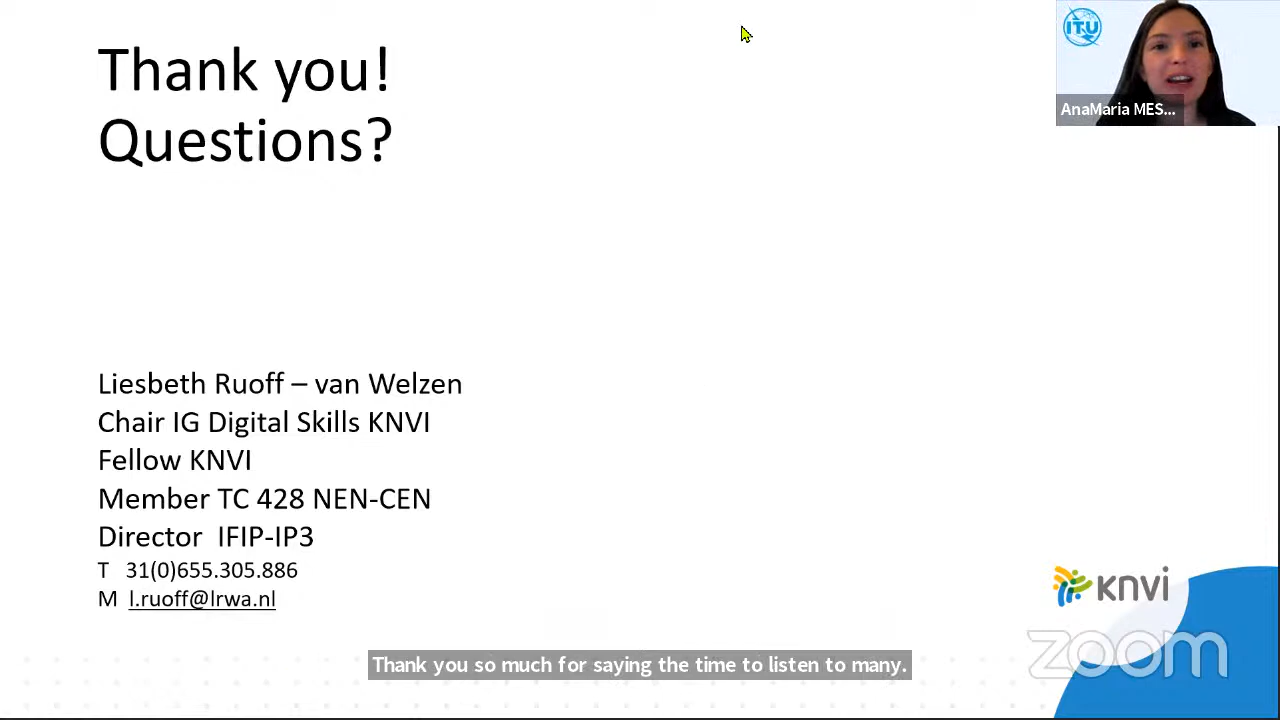 Thank you!
Questions?
ITU
AnaMaria MES...
Liesbeth Ruoff – van Welzen
Chair IG Digital Skills KNVI
Fellow KNVI
Member TC 428 NEN-CEN
Director IFIP-IP3
T 31(0)655.305.886
M l.ruoff@lrwa.nl
knvi
zoom
Thank you so much for saying the time to listen to many.